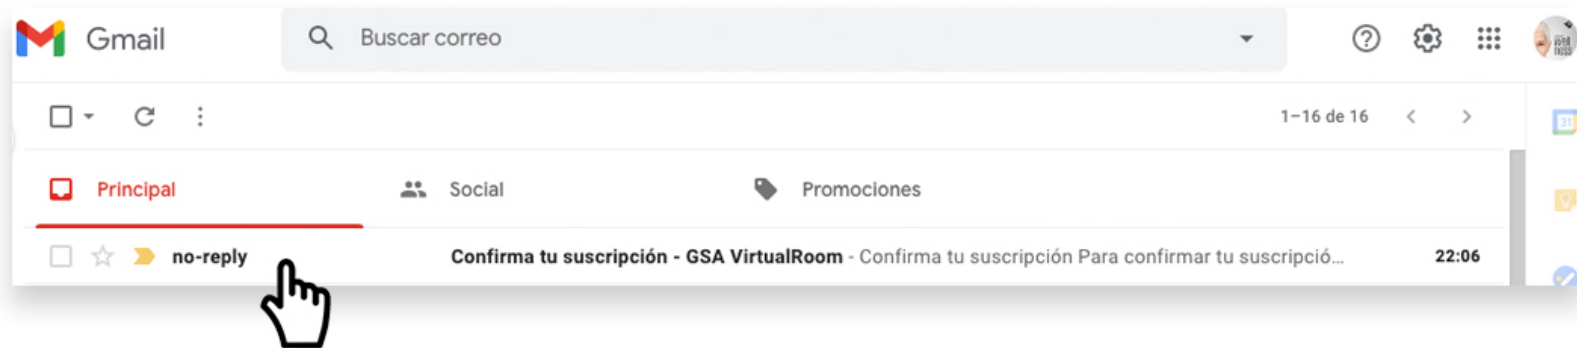 Gmail
Buscar correo
1–16 de 16
Principal
Social
Promociones
no-reply Confirma tu suscripción - GSA VirtualRoom - Confirma tu suscripción Para confirmar tu suscripció... 22:06
31